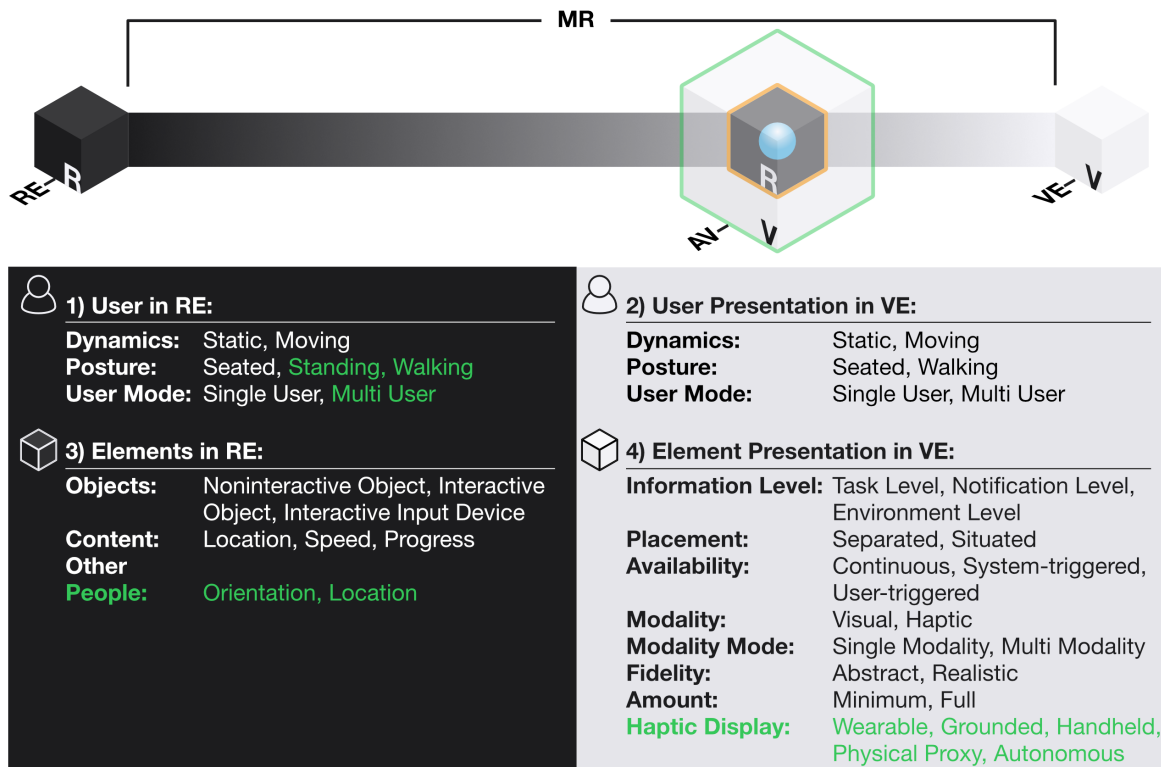 MR
R
RE
R
AV
V
VE
V
1) User in RE:
Dynamics: Static, Moving
Posture: Seated, Standing, Walking
User Mode: Single User, Multi User
3) Elements in RE:
Objects: Noninteractive Object, Interactive
Object, Interactive Input Device
Content: Location, Speed, Progress
Other
People: Orientation, Location
2) User Presentation in VE:
Dynamics: Static, Moving
Posture: Seated, Walking
User Mode: Single User, Multi User
4) Element Presentation in VE:
Information Level: Task Level, Notification Level,
Environment Level
Placement: Separated, Situated
Availability: Continuous, System-triggered,
User-triggered
Modality: Visual, Haptic
Modality Mode: Single Modality, Multi Modality
Fidelity: Abstract, Realistic
Amount: Minimum, Full
Haptic Display: Wearable, Grounded, Handheld,
Physical Proxy, Autonomous